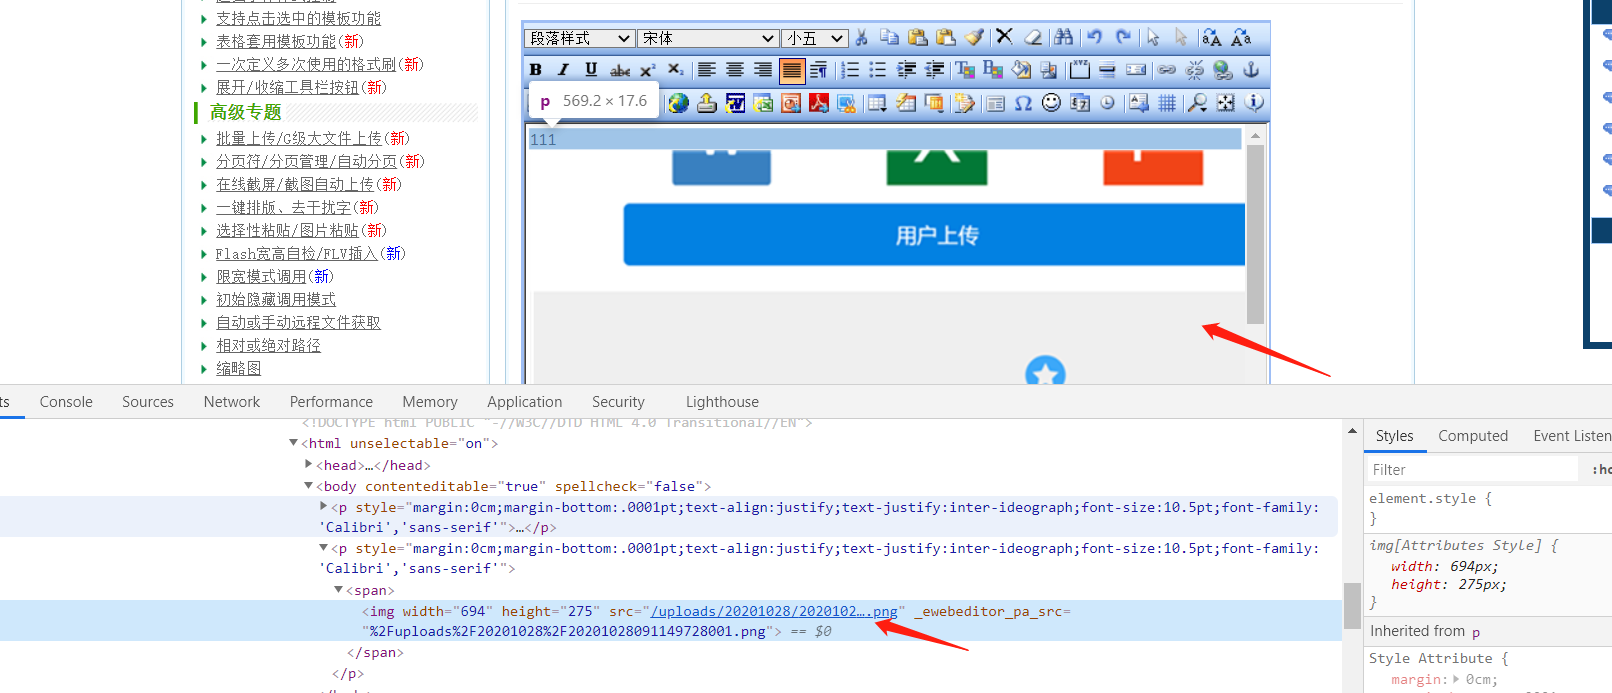 支持点击选中的模板功能
表格套用模板功能(新)
一次定义多次使用的格式刷(新)
展开/收缩工具栏按钮(新)
高级专题
批量上传/G级大文件上传(新)
分页符/分页管理/自动分页(新)
在线截屏/截图自动上传(新)
一键排版、去干扰字(新)
选择性粘贴/图片粘贴(新)
Flash宽高自检/FLV插入(新)
限宽模式调用(新)
初始隐藏调用模式
自动或手动远程文件获取
相对或绝对路径
缩略图
段落样式 宋体 小五
B I U abc x² x₂
p 569.2 × 17.6
111
用户上传
ts Console Sources Network Performance Memory Application Security Lighthouse
<!DOCTYPE html PUBLIC "-//W3C//DTD HTML 4.0 Transitional//EN">
<html unselectable="on">
<head>…</head>
<body contenteditable="true" spellcheck="false">
<p style="margin:0cm;margin-bottom:.0001pt;text-align:justify;text-justify:inter-ideograph;font-size:10.5pt;font-family:
'Calibri','sans-serif'">…</p>
<p style="margin:0cm;margin-bottom:.0001pt;text-align:justify;text-justify:inter-ideograph;font-size:10.5pt;font-family:
'Calibri','sans-serif'">
<span>
<img width="694" height="275" src="/uploads/20201028/2020102….png" _ewebeditor_pa_src=
"%2Fuploads%2F20201028%2F20201028091149728001.png"> == $0
</span>
</p>
Styles Computed Event Listen
Filter :ho
element.style {
}
img[Attributes Style] {
width: 694px;
height: 275px;
}
Inherited from p
Style Attribute {
margin: 0cm;